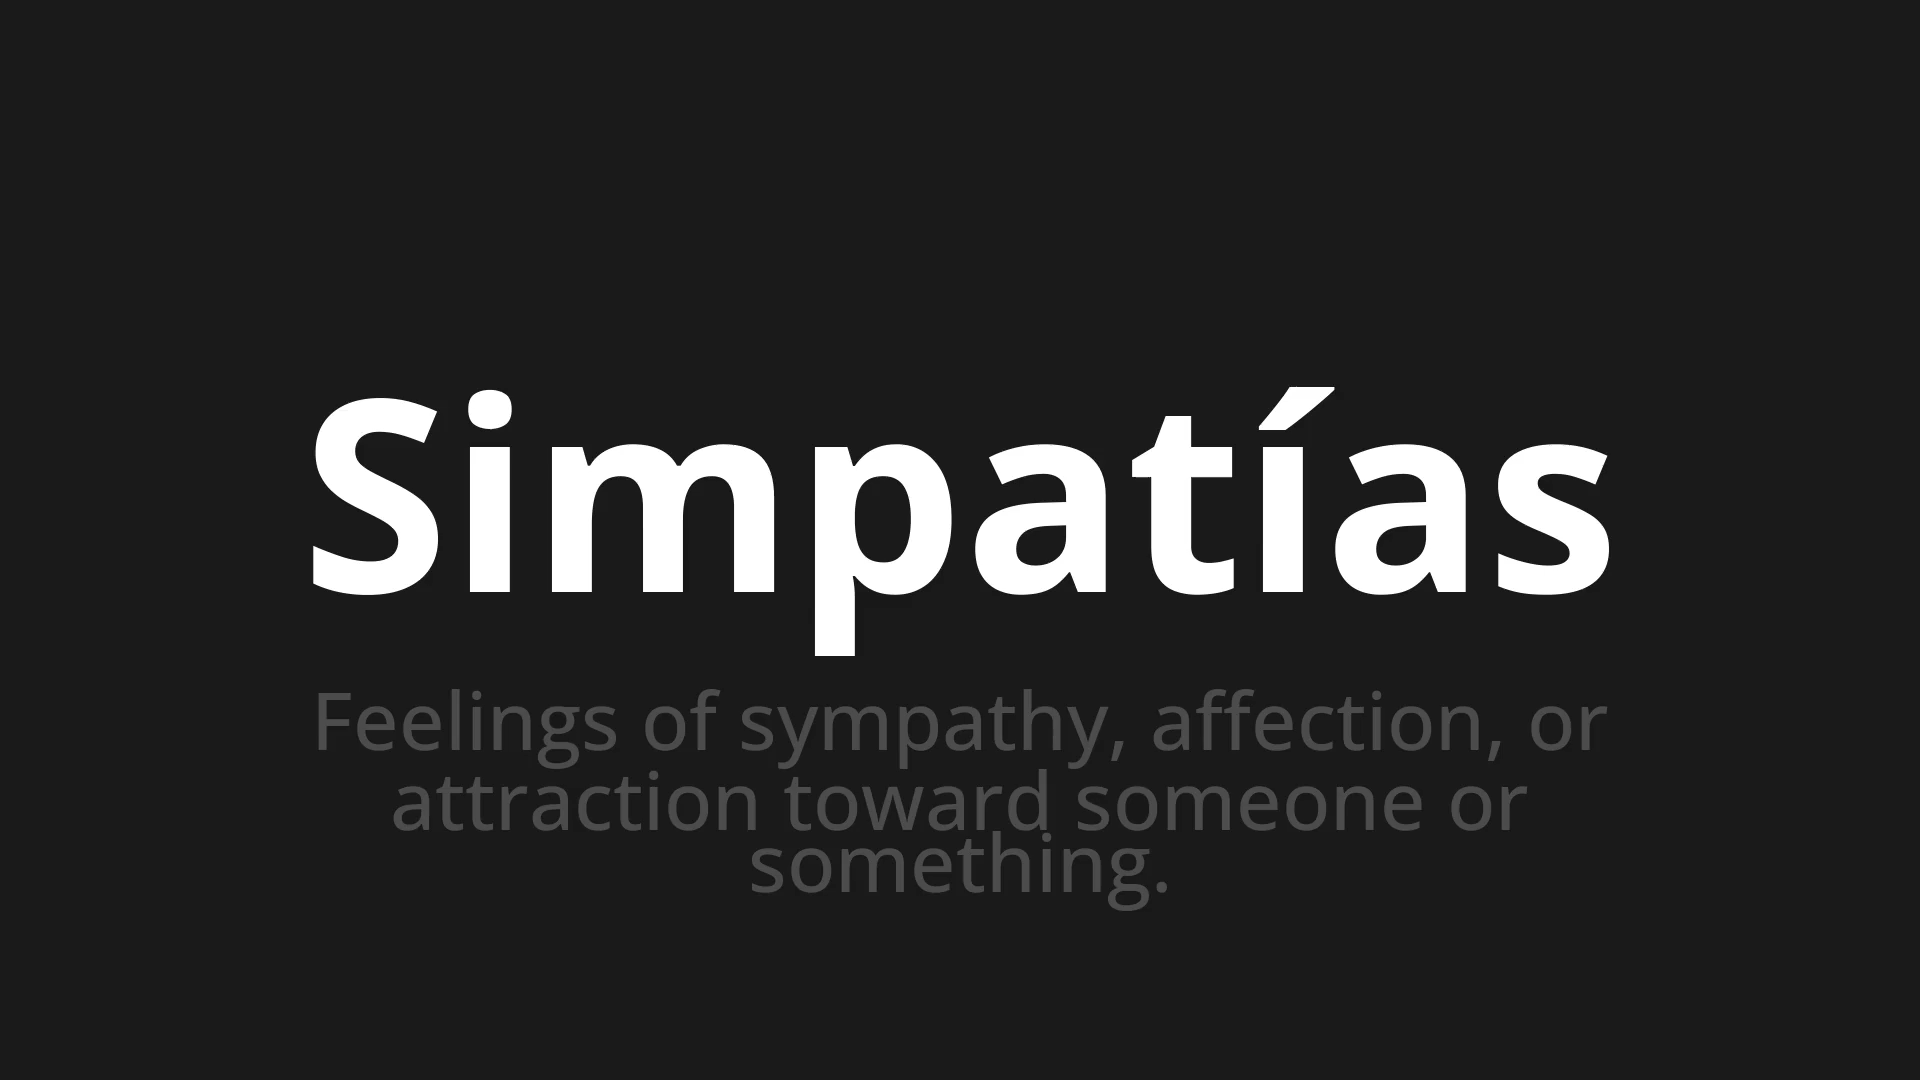 Simpatías
Feelings of sympathy, affection, or
attraction toward someone or
something.